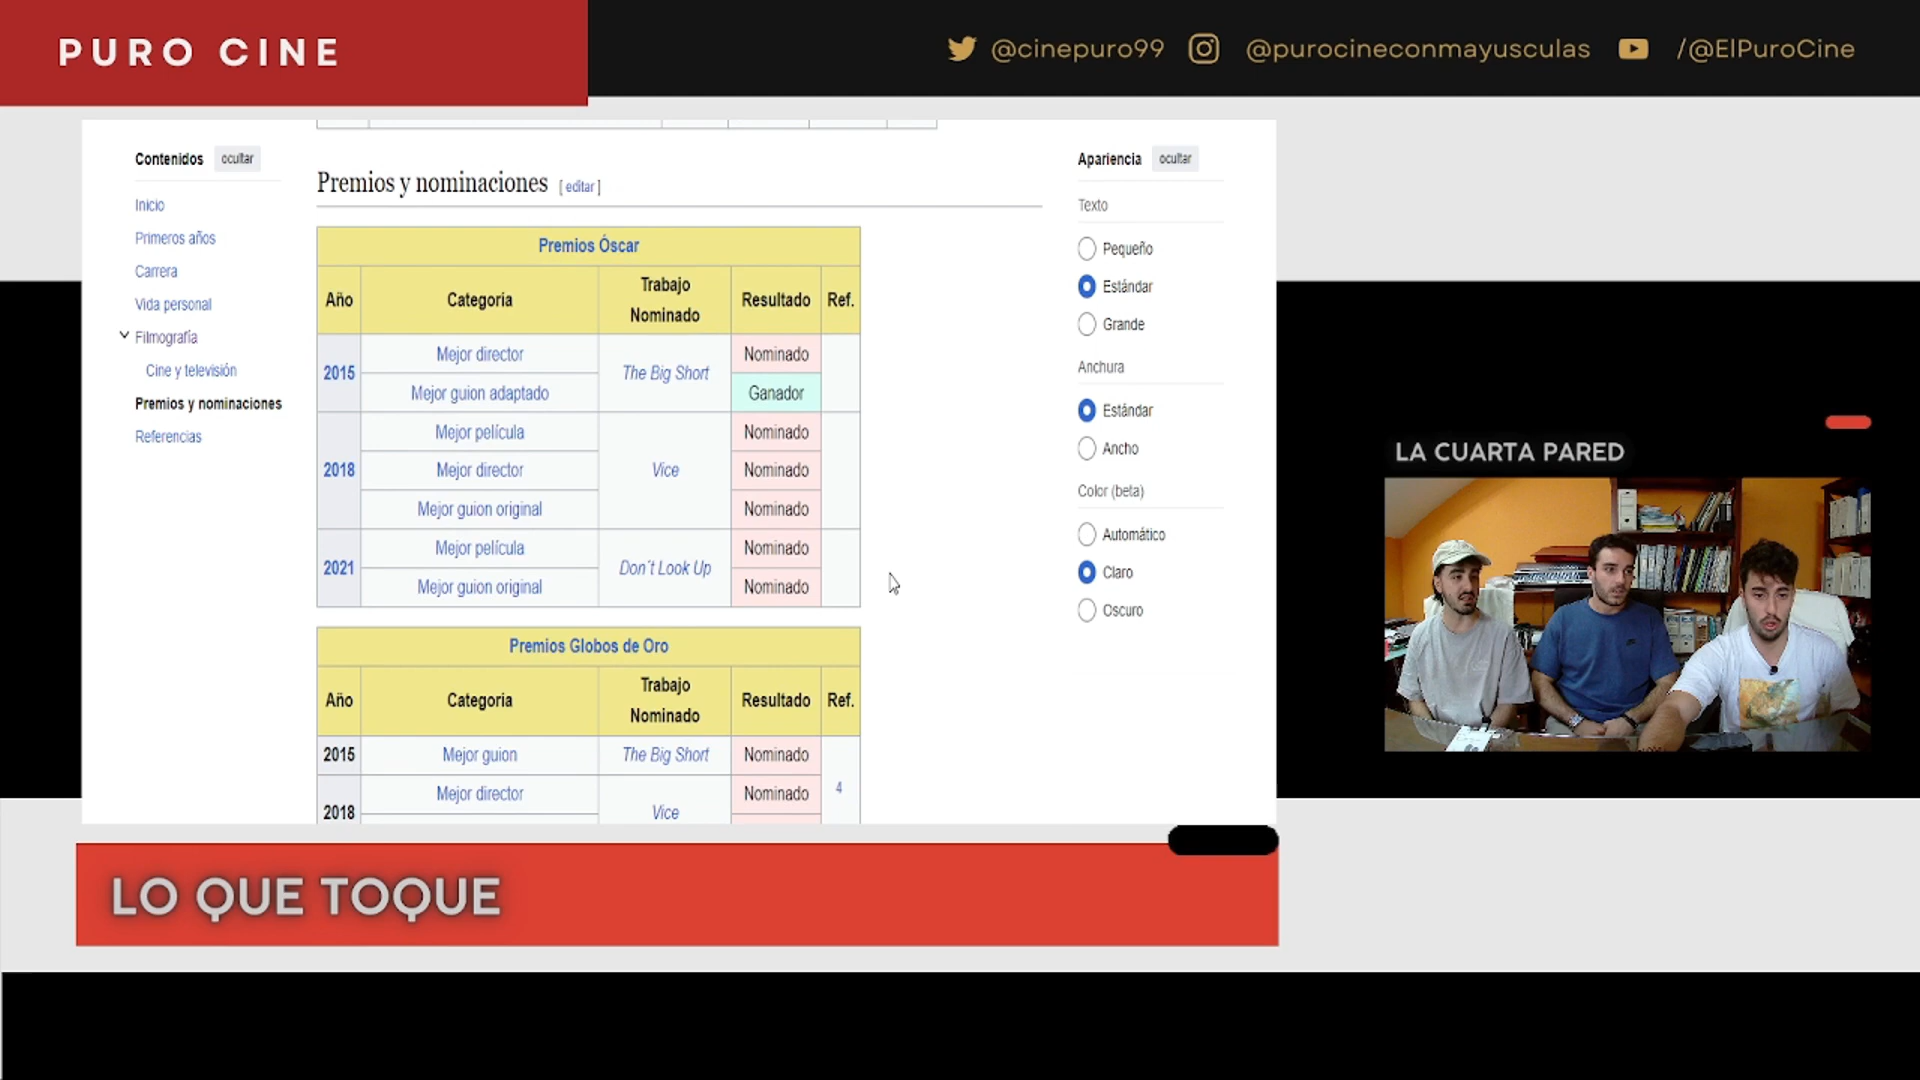 PURO CINE
@cinepuro99 @purocineconmayusculas /@ElPuroCine
Contenidos ocultar
Inicio
Primeros años
Carrera
Vida personal
Filmografía
Cine y televisión
Premios y nominaciones
Referencias
Premios y nominaciones [ editar ]
Premios Óscar
Año Categoria Trabajo Nominado Resultado Ref.
2015 Mejor director The Big Short Nominado
Mejor guion adaptado Ganador
2018 Mejor película Vice Nominado
Mejor director Nominado
Mejor guion original Nominado
2021 Mejor película Don´t Look Up Nominado
Mejor guion original Nominado
Premios Globos de Oro
Año Categoria Trabajo Nominado Resultado Ref.
2015 Mejor guion The Big Short Nominado 4
2018 Mejor director Vice Nominado
Apariencia ocultar
Texto
Pequeño
Estándar
Grande
Anchura
Estándar
Ancho
Color (beta)
Automático
Claro
Oscuro
LA CUARTA PARED
LO QUE TOQUE